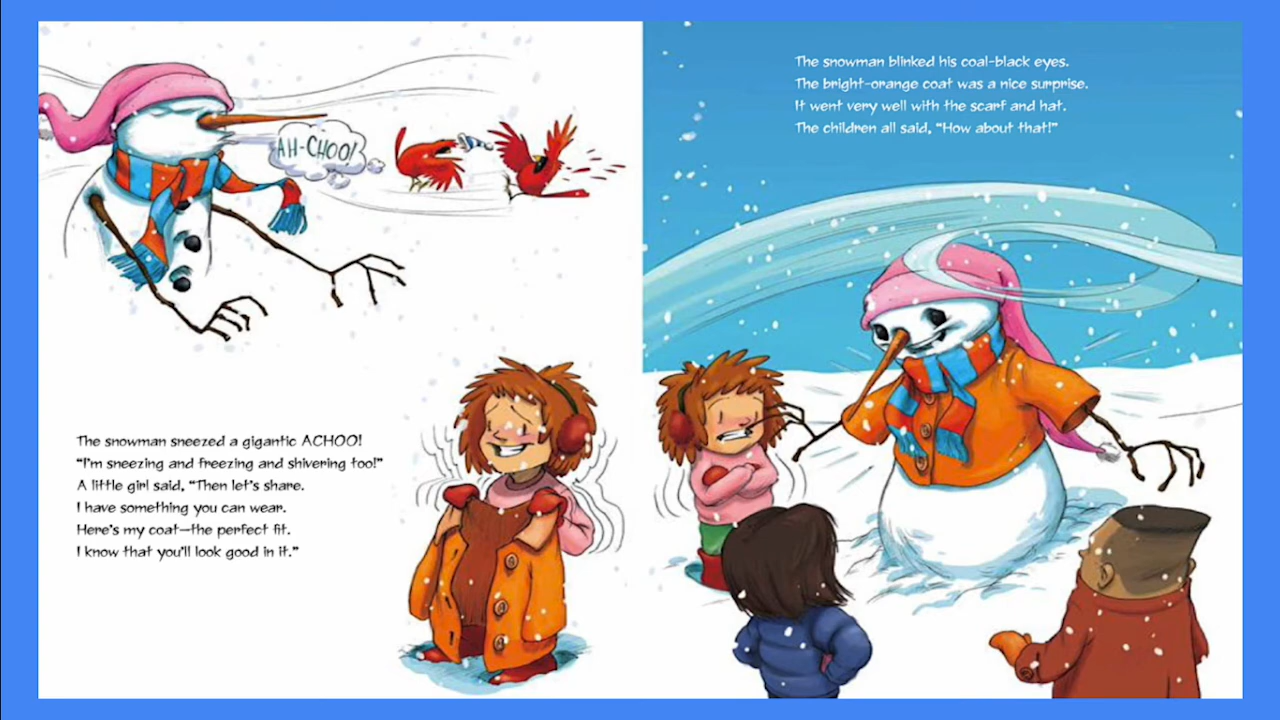 AH-CHOO!
The snowman sneezed a gigantic ACHOO!
“I’m sneezing and freezing and shivering too!”
A little girl said, “Then let’s share.
I have something you can wear.
Here’s my coat—the perfect fit.
I know that you’ll look good in it.”
The snowman blinked his coal-black eyes.
The bright-orange coat was a nice surprise.
It went very well with the scarf and hat.
The children all said, “How about that!”